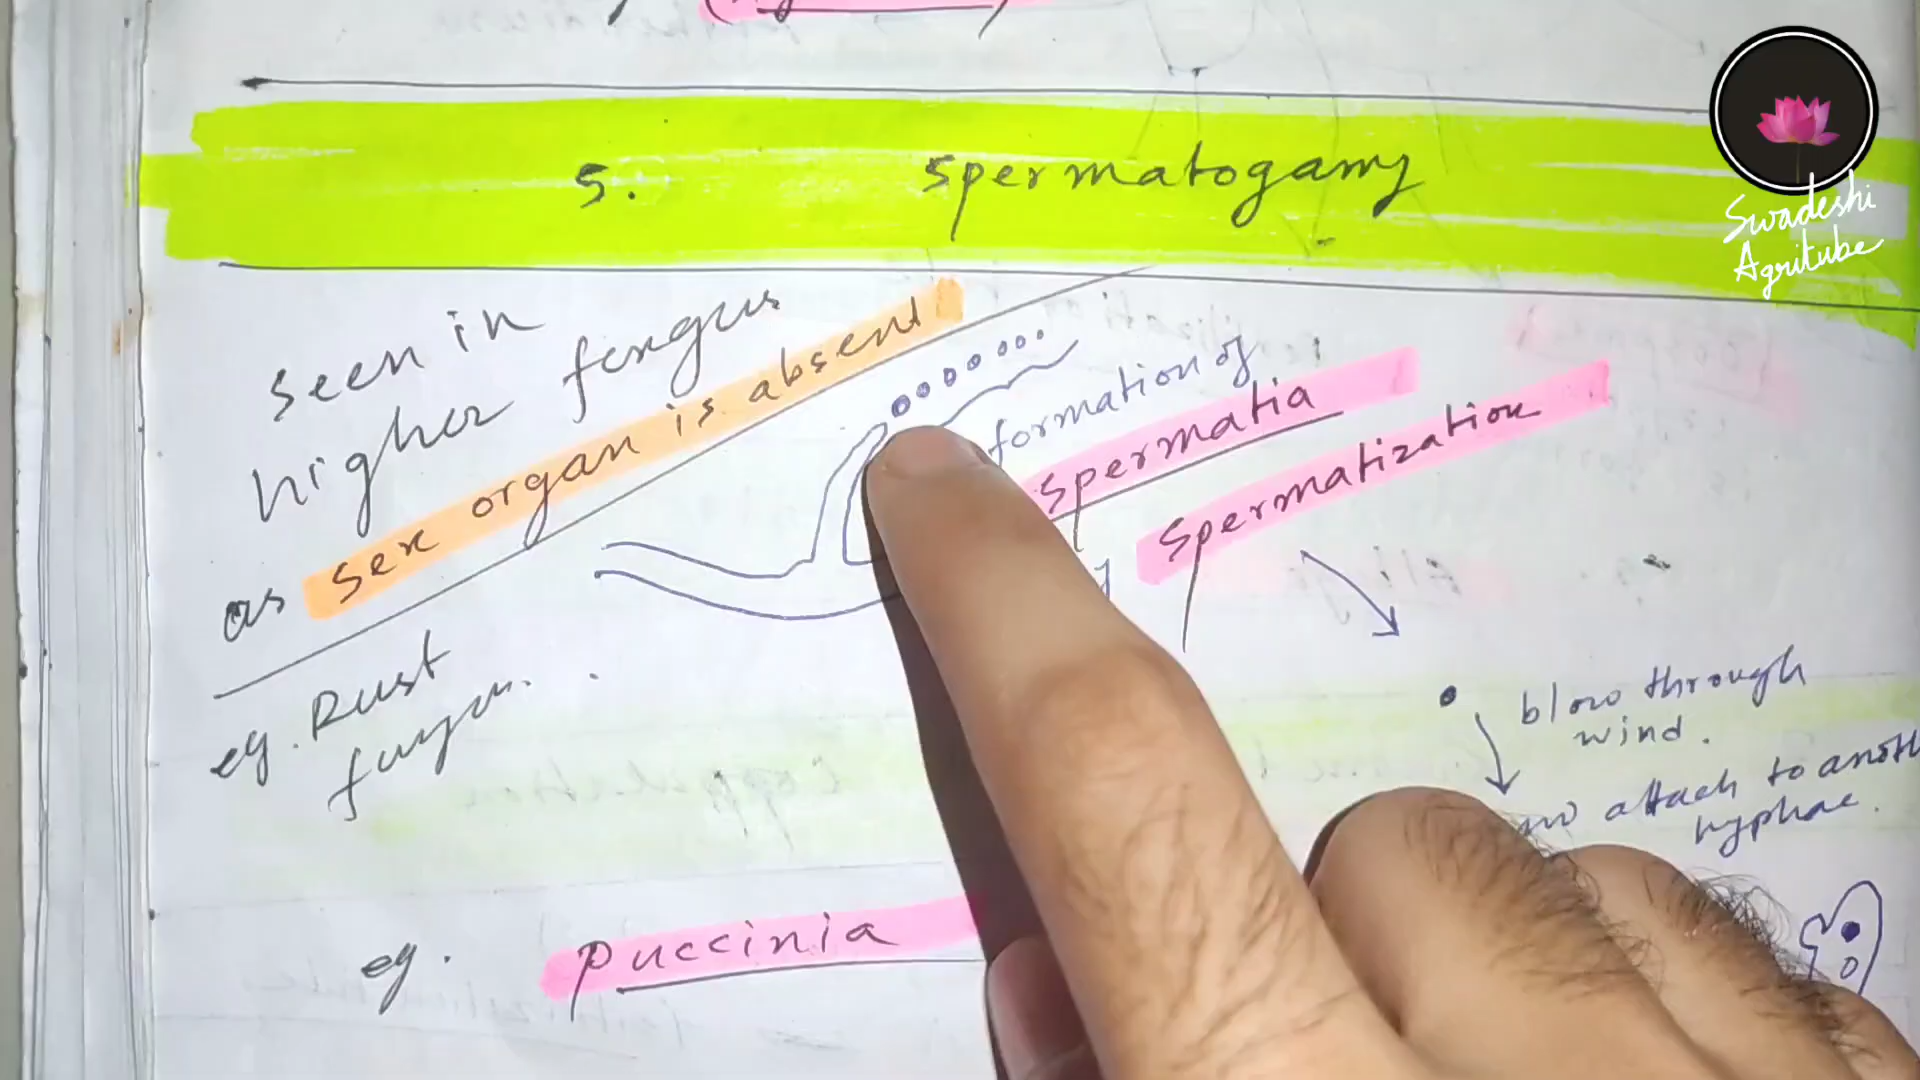 5. spermatogamy
Swadeshi
Agritube
seen in
higher fungus
as sex organ is absent
eg. Rust
formation of
spermatia
spermatization
blow through
wind.
attach to anoth
hyphae.
eg. Puccinia